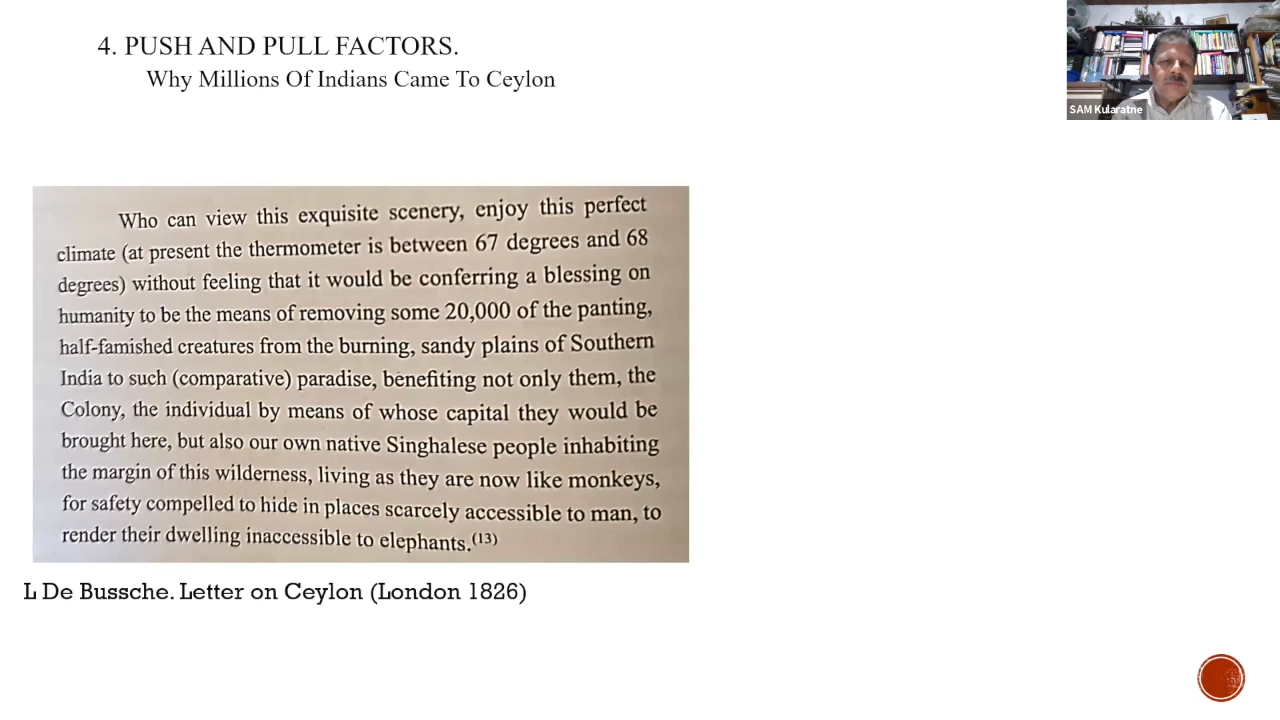 4. PUSH AND PULL FACTORS.
Why Millions Of Indians Came To Ceylon
SAM Kularatne
Who can view this exquisite scenery, enjoy this perfect
climate (at present the thermometer is between 67 degrees and 68
degrees) without feeling that it would be conferring a blessing on
humanity to be the means of removing some 20,000 of the panting,
half-famished creatures from the burning, sandy plains of Southern
India to such (comparative) paradise, benefiting not only them, the
Colony, the individual by means of whose capital they would be
brought here, but also our own native Singhalese people inhabiting
the margin of this wilderness, living as they are now like monkeys,
for safety compelled to hide in places scarcely accessible to man, to
render their dwelling inaccessible to elephants.(13)
L De Bussche. Letter on Ceylon (London 1826)